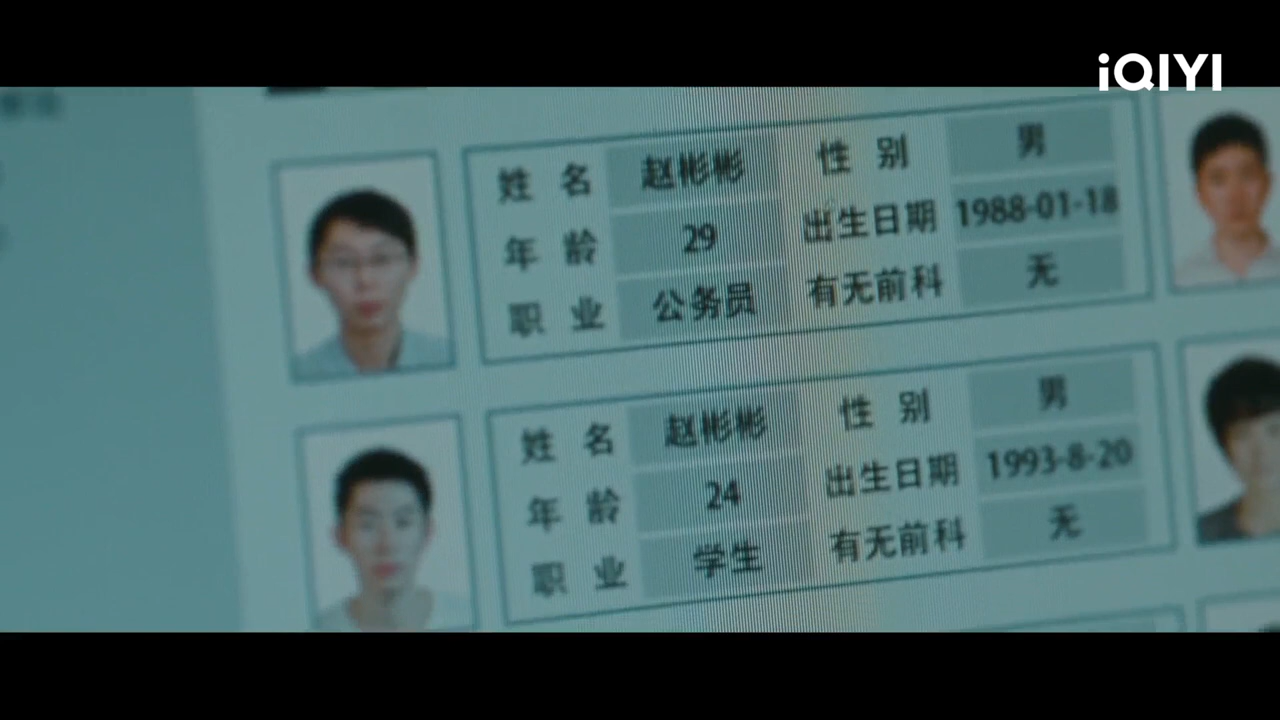 iQIYI
姓 名 赵彬彬 性 别 男
年 龄 29 出生日期 1988-01-18
职 业 公务员 有无前科 无
姓 名 赵彬彬 性 别 男
年 龄 24 出生日期 1993-8-20
职 业 学生 有无前科 无